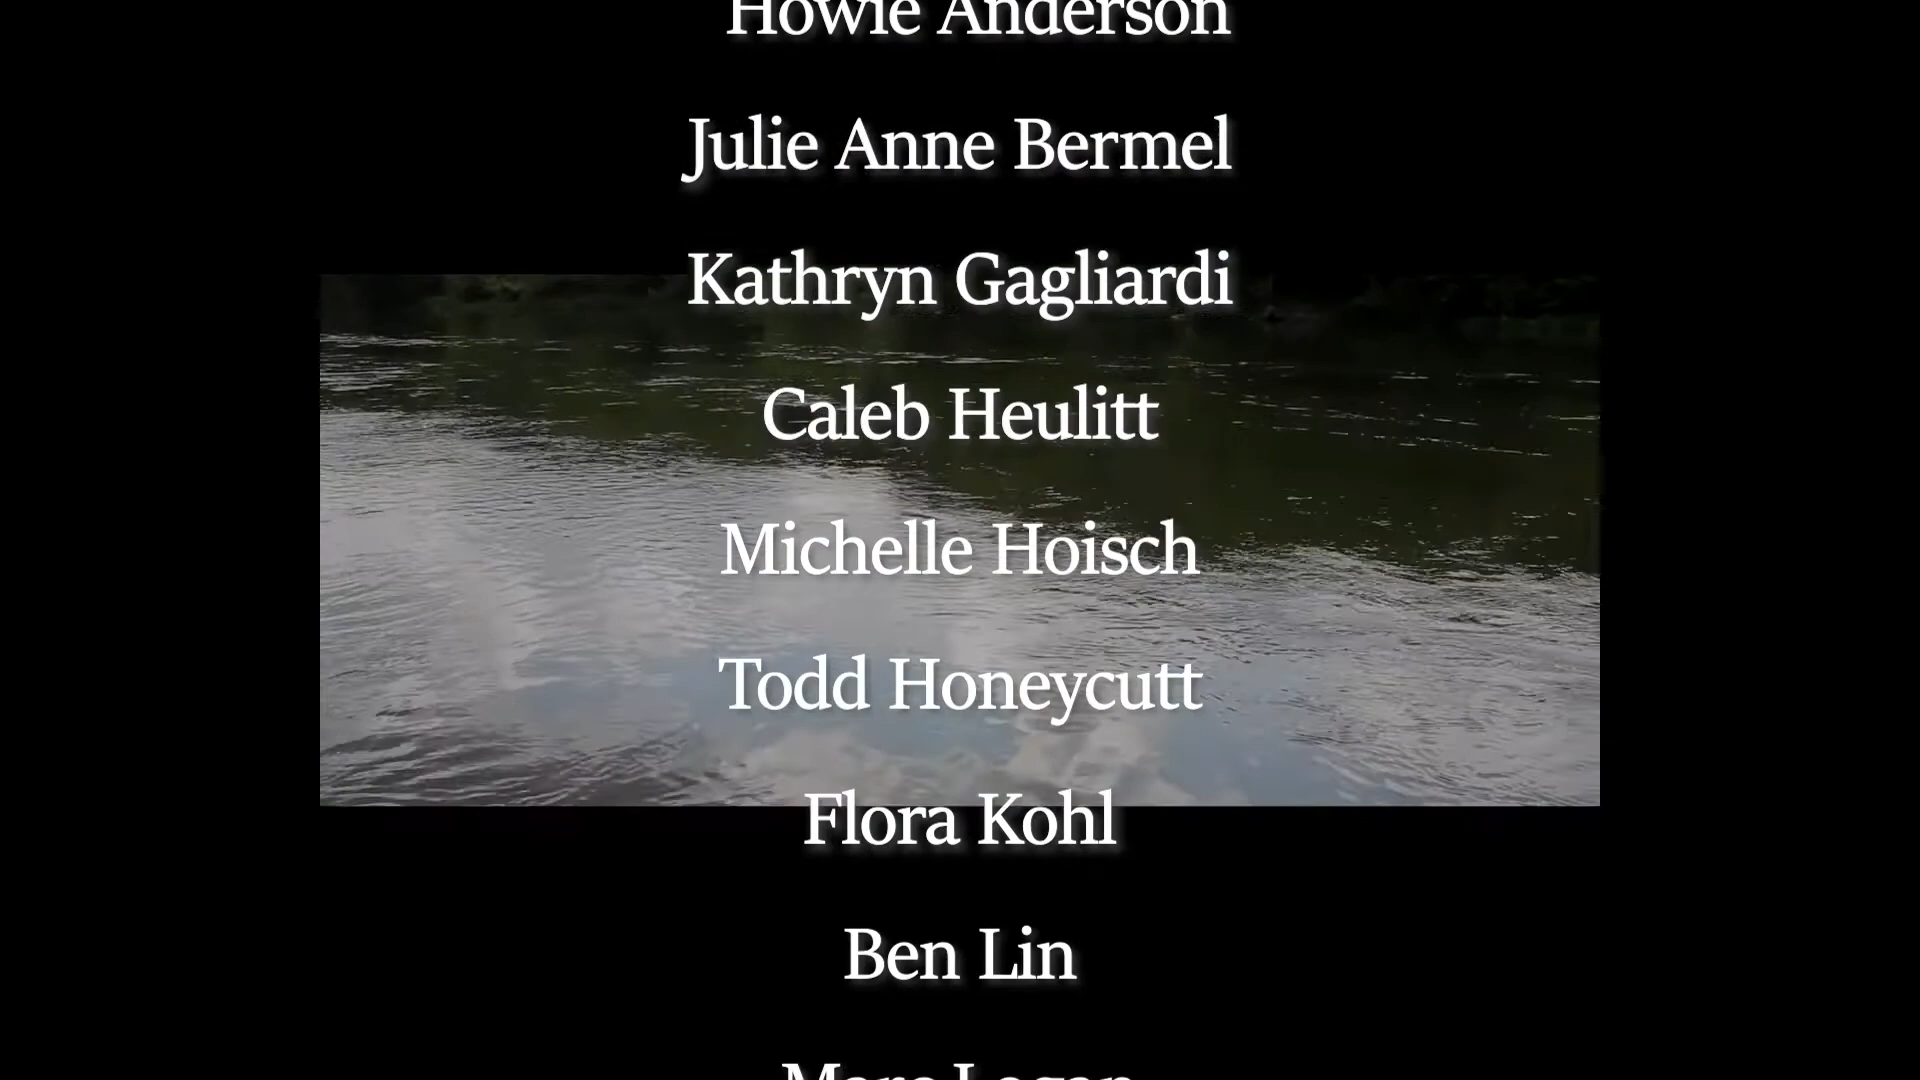 Howie Anderson
Julie Anne Bermel
Kathryn Gagliardi
Caleb Heulitt
Michelle Hoisch
Todd Honeycutt
Flora Kohl
Ben Lin